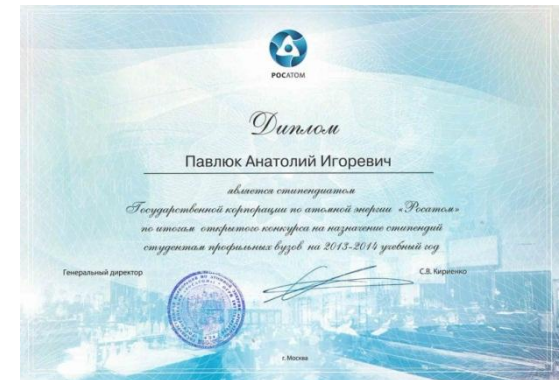 РОСАТОМ
Диплом
Павлюк Анатолий Игоревич
является стипендиатом
Государственной корпорации по атомной энергии «Росатом»
по итогам открытого конкурса на назначение стипендий
студентам профильных вузов на 2013-2014 учебный год
Генеральный директор
С.В. Кириенко
г. Москва